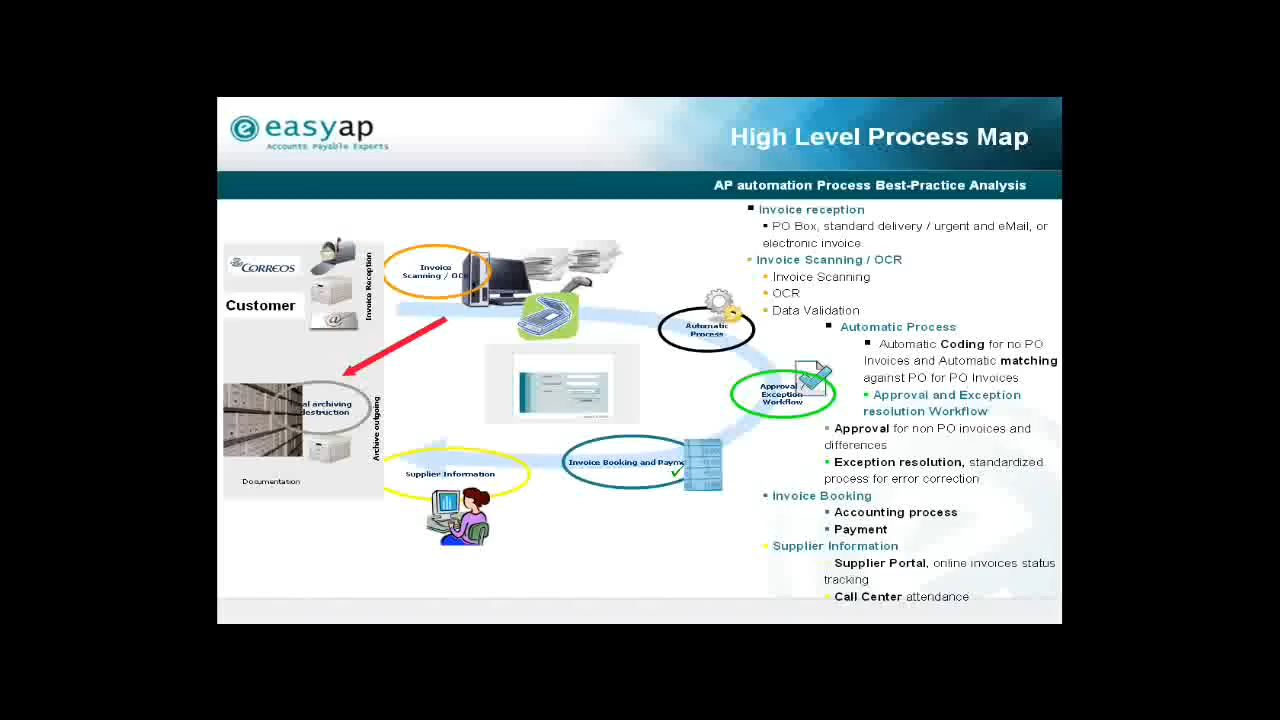 easyap
Accounts Payable Experts
High Level Process Map
AP automation Process Best-Practice Analysis
CORREOS
Customer
Invoice Reception
@
Invoice
Scanning / OCR
Automatic
Process
Approval
Exception
Workflow
Invoice Booking and Payme
Supplier Information
al archiving
destruction
Archive outgoing
Documentation
Invoice reception
PO Box, standard delivery / urgent and eMail, or
electronic invoice.
Invoice Scanning / OCR
Invoice Scanning
OCR
Data Validation
Automatic Process
Automatic Coding for no PO
Invoices and Automatic matching
against PO for PO Invoices
Approval and Exception
resolution Workflow
Approval for non PO invoices and
differences
Exception resolution, standardized
process for error correction
Invoice Booking
Accounting process
Payment
Supplier Information
Supplier Portal, online invoices status
tracking
Call Center attendance